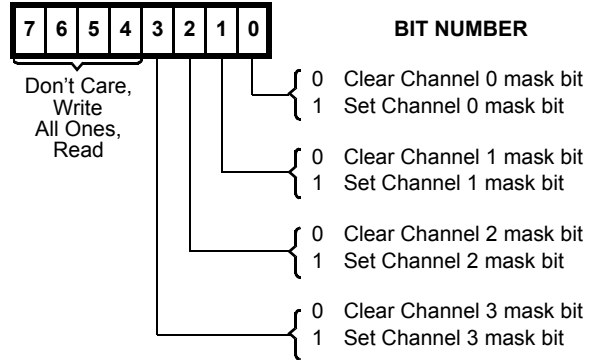 7 6 5 4 3 2 1 0
BIT NUMBER
Don't Care,
Write
All Ones,
Read
0 Clear Channel 0 mask bit
1 Set Channel 0 mask bit
0 Clear Channel 1 mask bit
1 Set Channel 1 mask bit
0 Clear Channel 2 mask bit
1 Set Channel 2 mask bit
0 Clear Channel 3 mask bit
1 Set Channel 3 mask bit